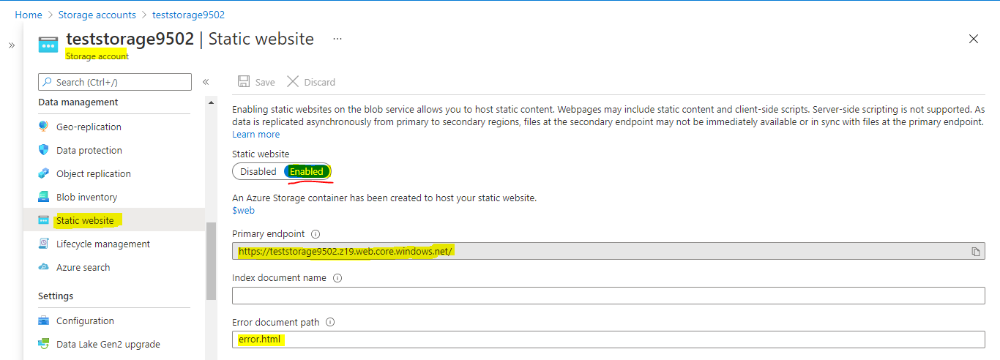 Home > Storage accounts > teststorage9502
»
teststorage9502 | Static website ...
Storage account
Search (Ctrl+/)
«
Data management
Geo-replication
Data protection
Object replication
Blob inventory
Static website
Lifecycle management
Azure search
Settings
Configuration
Data Lake Gen2 upgrade
Save Discard
Enabling static websites on the blob service allows you to host static content. Webpages may include static content and client-side scripts. Server-side scripting is not supported. As
data is replicated asynchronously from primary to secondary regions, files at the secondary endpoint may not be immediately available or in sync with files at the primary endpoint.
Learn more
Static website
Disabled Enabled
An Azure Storage container has been created to host your static website.
$web
Primary endpoint
https://teststorage9502.z19.web.core.windows.net/
Index document name
Error document path
error.html